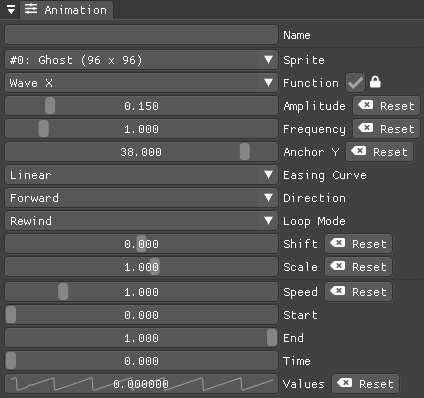 Animation
Name
#0: Ghost (96 x 96) Sprite
Wave X Function
0.150 Amplitude Reset
1.000 Frequency Reset
38.000 Anchor Y Reset
Linear Easing Curve
Forward Direction
Rewind Loop Mode
0.000 Shift Reset
1.000 Scale Reset
1.000 Speed Reset
0.000 Start
1.000 End
0.000 Time
0.000000 Values Reset